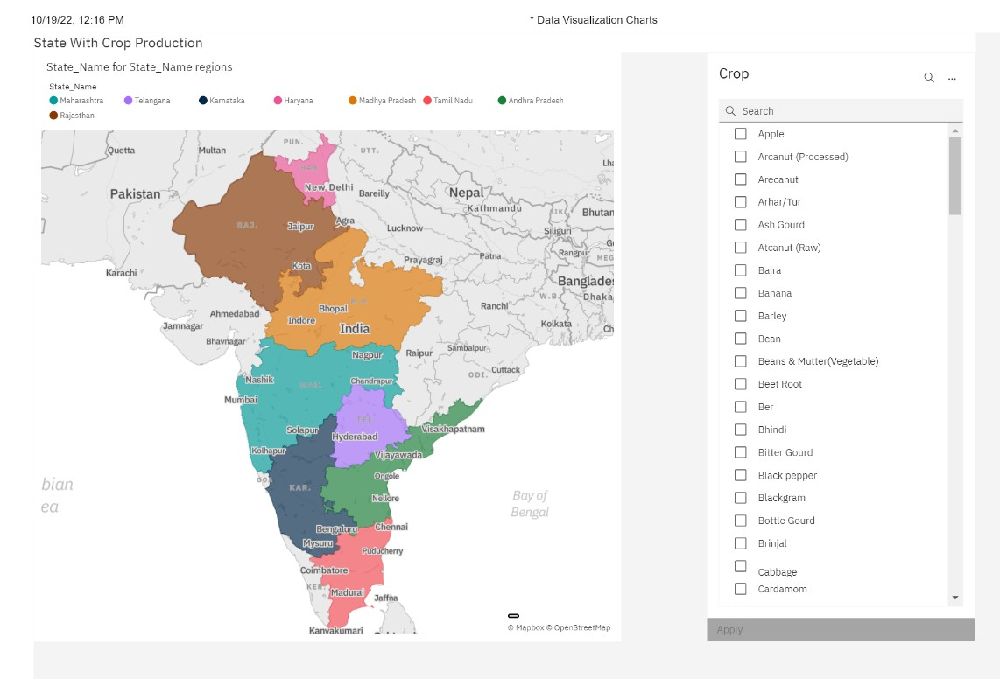 10/19/22, 12:16 PM
* Data Visualization Charts
State With Crop Production
State_Name for State_Name regions
State_Name
Maharashtra
Telangana
Karnataka
Haryana
Madhya Pradesh
Tamil Nadu
Andhra Pradesh
Rajasthan
Quetta
Multan
PUN.
UTT.
Lha
HAR.
Pakistan
New Delhi
Bareilly
Nepal
Kathmandu
SIK.
Bhutan
RAJ.
Jaipur
Agra
Lucknow
Siliguri
Rangpur
MEG
Karachi
Kota
Prayagraj
Patna
Banglades
Dhaka
W.B.
Ahmedabad
Bhopal
M.P.
Ranchi
Jamnagar
Indore
India
Kolkata
Ch
Bhavnagar
Nagpur
Raipur
Sambalpur
Cuttack
ODI.
Nashik
MAH.
Chandrapur
Mumbai
Solapur
TEL.
Hyderabad
Visakhapatnam
Kolhapur
Vijayawada
GOA
KAR.
Ongole
bian
ea
Nellore
Bay of
Bengal
Bengaluru
Chennai
Mysuru
Puducherry
Coimbatore
KER.
Madurai
Jaffna
Kanyakumari
© Mapbox © OpenStreetMap
Crop
...
Search
Apple
Arcanut (Processed)
Arecanut
Arhar/Tur
Ash Gourd
Atcanut (Raw)
Bajra
Banana
Barley
Bean
Beans & Mutter(Vegetable)
Beet Root
Ber
Bhindi
Bitter Gourd
Black pepper
Blackgram
Bottle Gourd
Brinjal
Cabbage
Cardamom
Apply